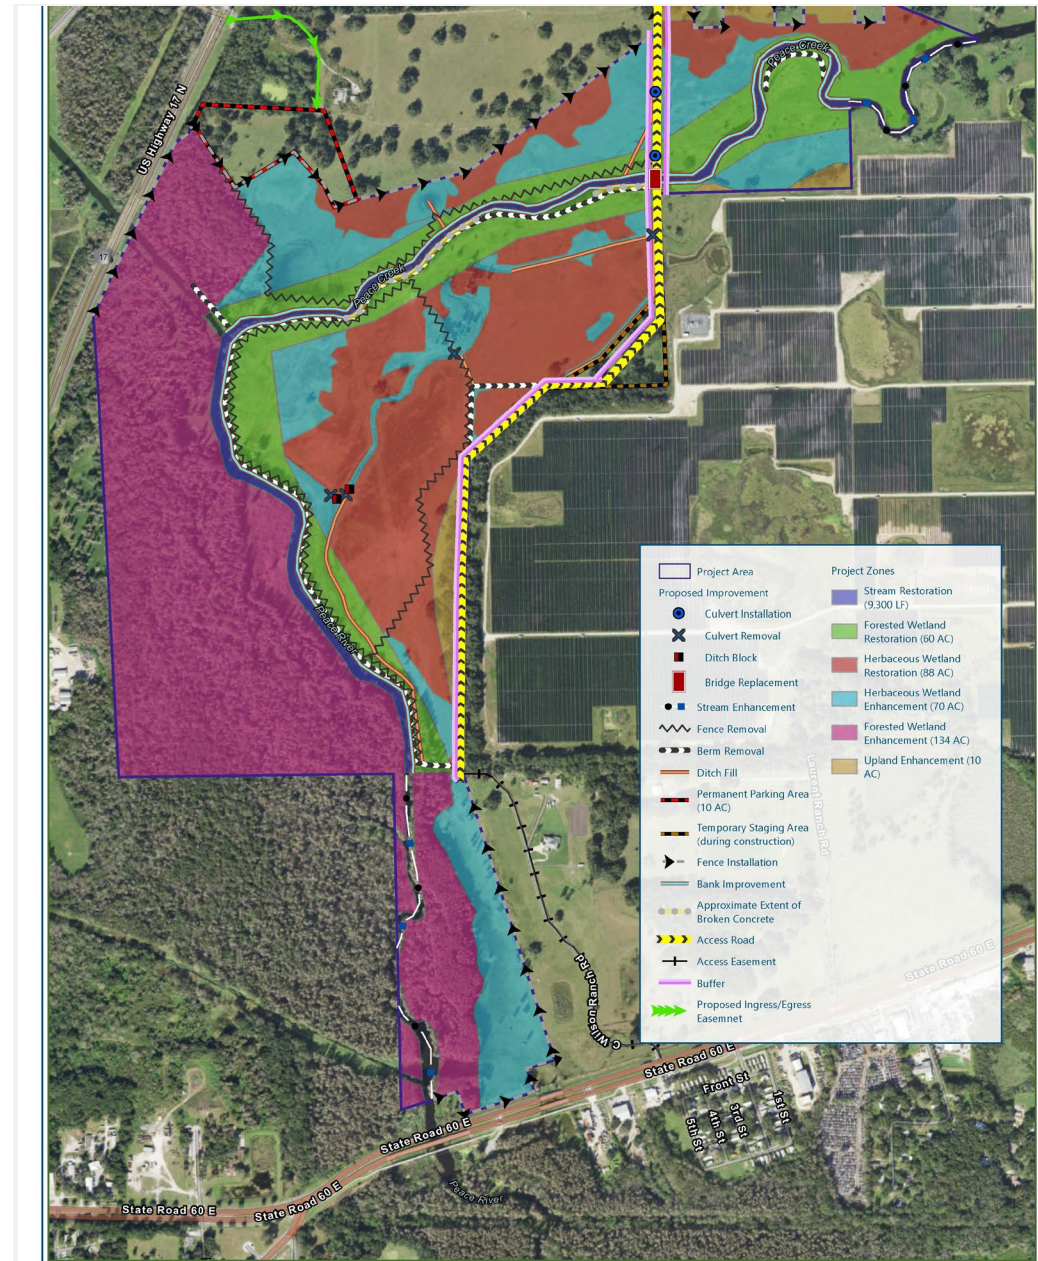 Peace Creek
US Highway 17 N
17
Peace Creek
Peace River
Project Area
Proposed Improvement
Culvert Installation
Culvert Removal
Ditch Block
Bridge Replacement
Stream Enhancement
Fence Removal
Berm Removal
Ditch Fill
Permanent Parking Area
(10 AC)
Temporary Staging Area
(during construction)
Fence Installation
Bank Improvement
Approximate Extent of
Broken Concrete
Access Road
Access Easement
Buffer
Proposed Ingress/Egress
Easemnet
Project Zones
Stream Restoration
(9.300 LF)
Forested Wetland
Restoration (60 AC)
Herbaceous Wetland
Restoration (88 AC)
Herbaceous Wetland
Enhancement (70 AC)
Forested Wetland
Enhancement (134 AC)
Upland Enhancement (10
AC)
Laurant Ranch Rd
State Road 60 E
C Wilson Ranch Rd
State Road 60 E
Front St
1st St
3rd St
4th St
5th St
State Road 60 E
Peace River
State Road 60 E
State Road 60 E